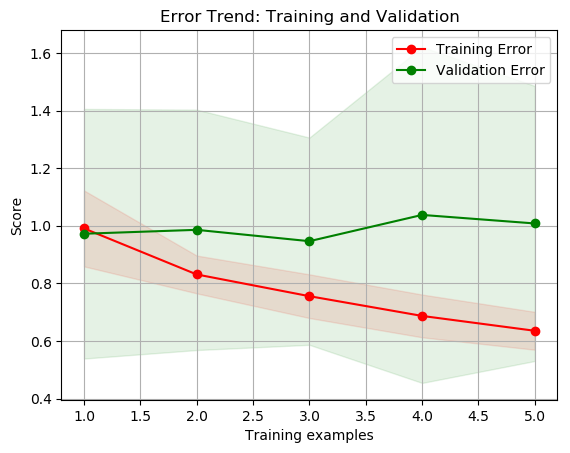 Error Trend: Training and Validation
Training Error
Validation Error
Score
1.6
1.4
1.2
1.0
0.8
0.6
0.4
1.0 1.5 2.0 2.5 3.0 3.5 4.0 4.5 5.0
Training examples